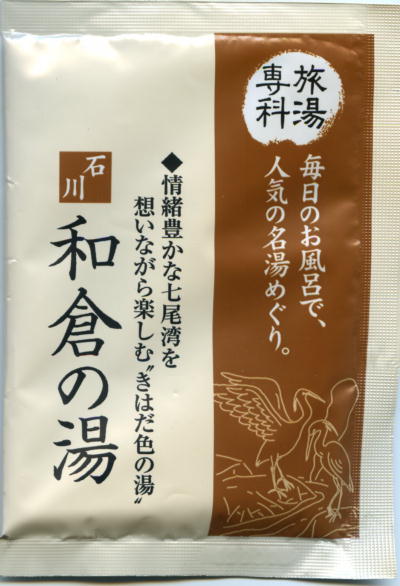 旅湯
専科
毎日のお風呂で、
人気の名湯めぐり。
◆情緒豊かな七尾湾を
想いながら楽しむ〝きはだ色の湯〟
石川
和倉の湯